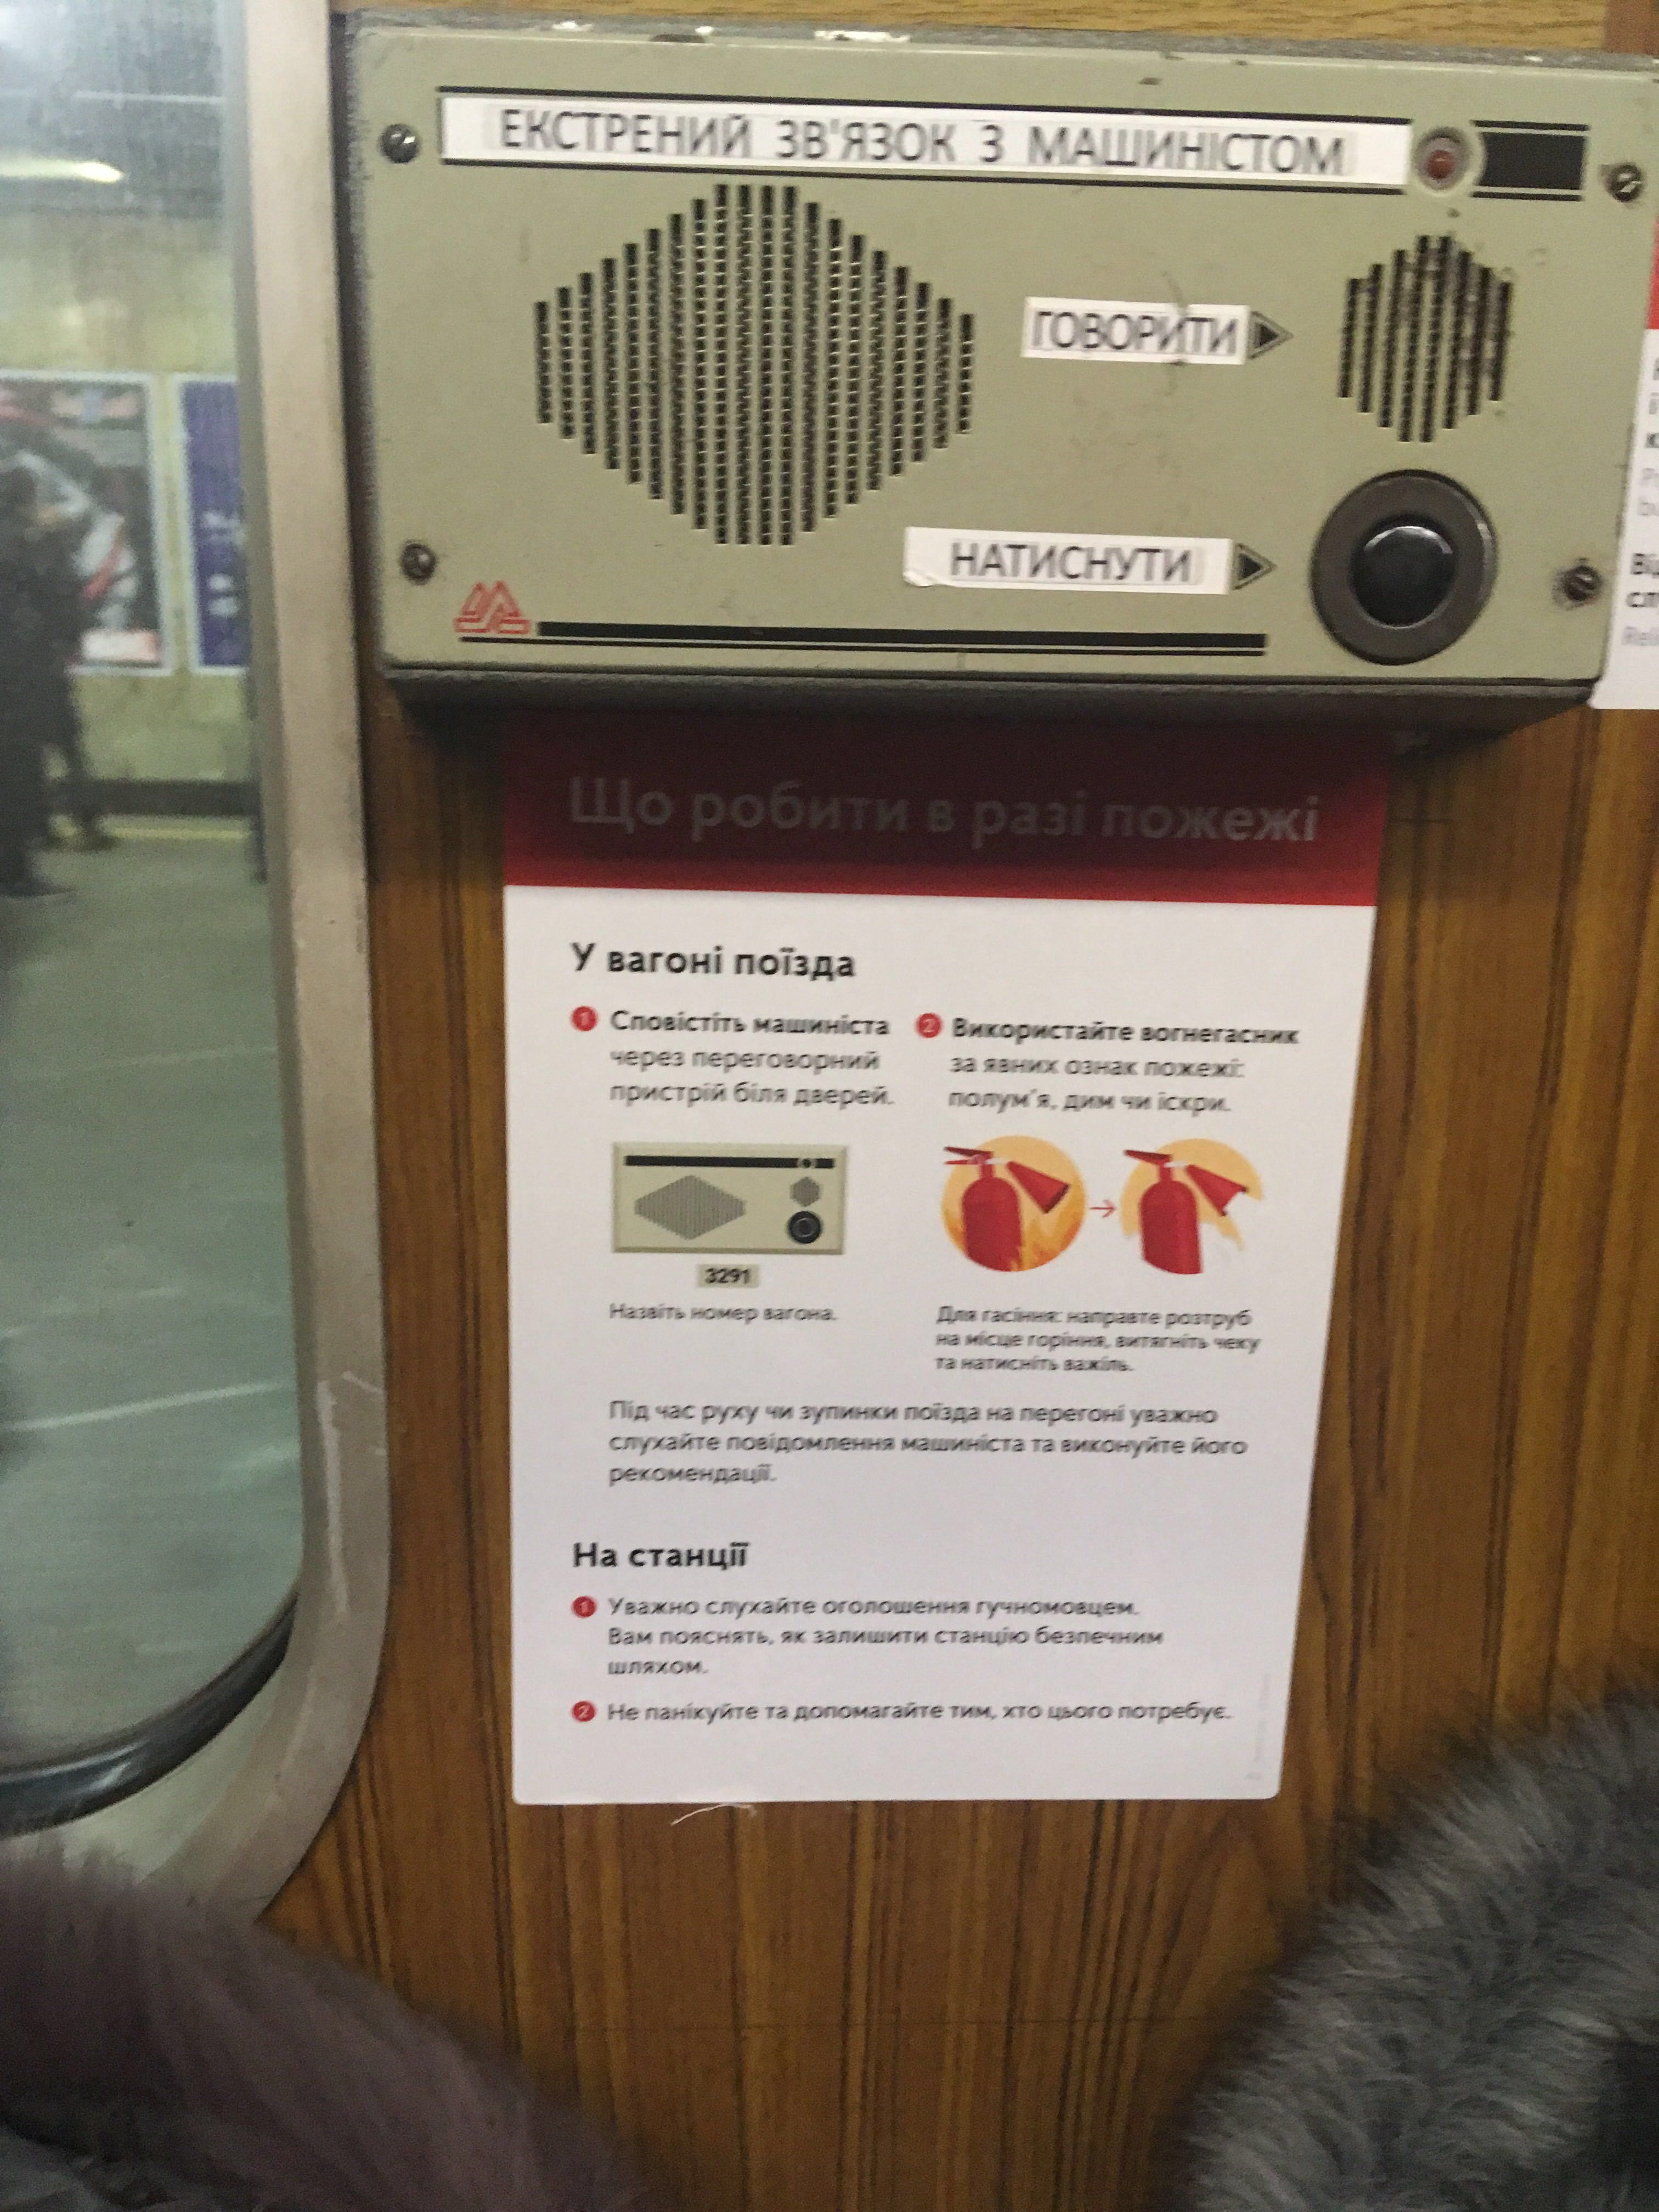 ЕКСТРЕНИЙ ЗВ'ЯЗОК З МАШИНІСТОМ
ГОВОРИТИ
НАТИСНУТИ
Що робити в разі пожежі
У вагоні поїзда
1 Сповістіть машиніста
через переговорний
пристрій біля дверей.
3291
Назвіть номер вагона.
2 Використайте вогнегасник
за явних ознак пожежі:
полум'я, дим чи іскри.
Для гасіння: направте розтруб
на місце горіння, витягніть чеку
та натисніть важіль.
Під час руху чи зупинки поїзда на перегоні уважно
слухайте повідомлення машиніста та виконуйте його
рекомендації.
На станції
1 Уважно слухайте оголошення гучномовцем.
Вам пояснять, як залишити станцію безпечним
шляхом.
2 Не панікуйте та допомагайте тим, хто цього потребує.